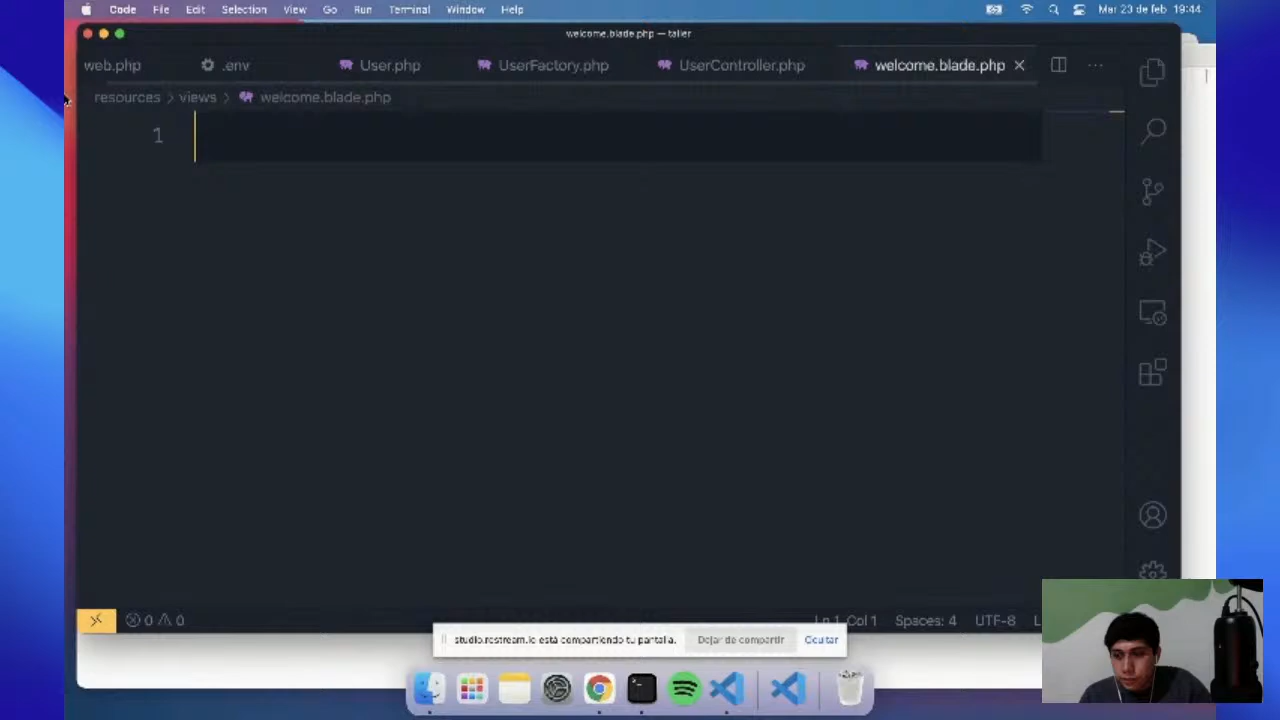 Code File Edit Selection View Go Run Terminal Window Help Mar 23 de feb 19:44
welcome.blade.php — taller
web.php .env User.php UserFactory.php UserController.php welcome.blade.php
resources > views > welcome.blade.php
1
0 0 Ln 1, Col 1 Spaces: 4 UTF-8 L
studio.restream.io está compartiendo tu pantalla. Dejar de compartir Ocultar